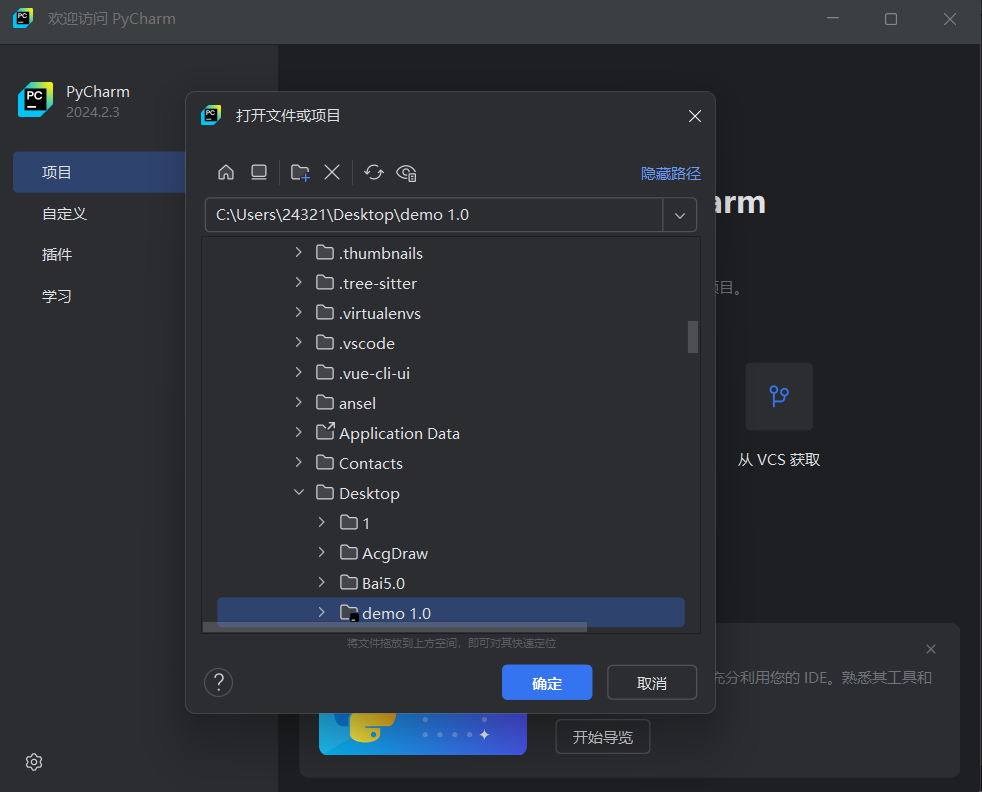 欢迎访问 PyCharm
PyCharm
2024.2.3
项目
自定义
插件
学习
打开文件或项目
隐藏路径
C:\Users\24321\Desktop\demo 1.0
.thumbnails
.tree-sitter
.virtualenvs
.vscode
.vue-cli-ui
ansel
Application Data
Contacts
Desktop
1
AcgDraw
Bai5.0
demo 1.0
将文件拖放到上方空间，即可对其快速定位
?
确定
取消
arm
项目。
从 VCS 获取
充分利用您的 IDE。熟悉其工具和
开始导览